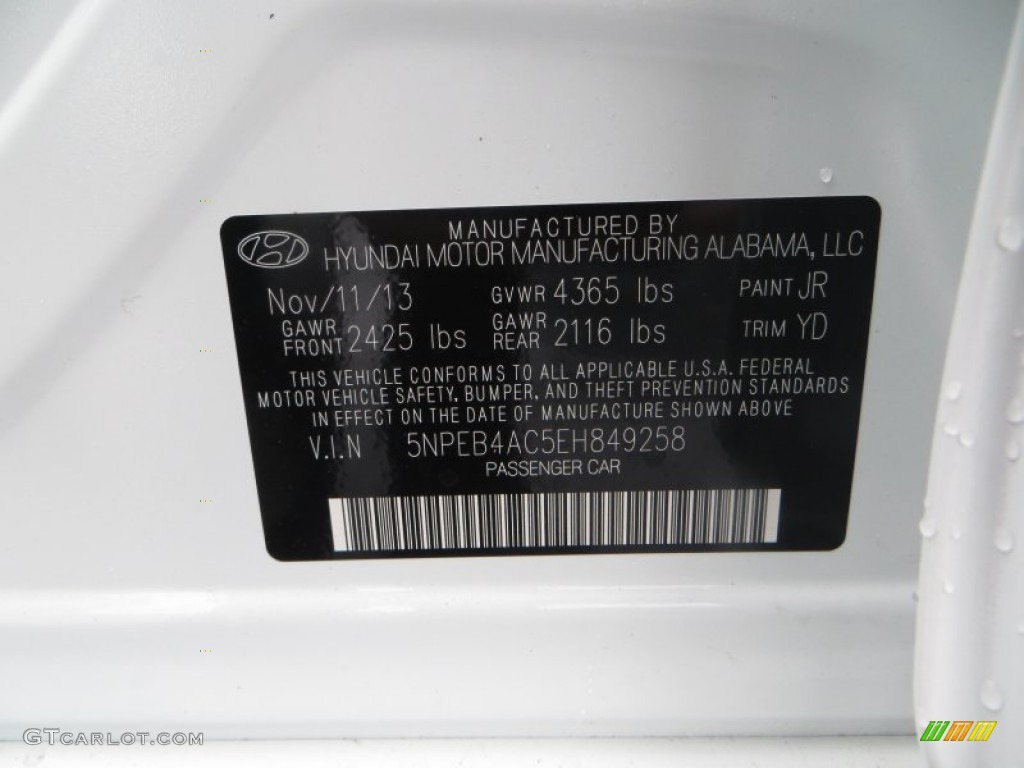 MANUFACTURED BY
HYUNDAI MOTOR MANUFACTURING ALABAMA, LLC
Nov/11/13 GVWR 4365 lbs PAINT JR
GAWR FRONT 2425 lbs GAWR REAR 2116 lbs TRIM YD
THIS VEHICLE CONFORMS TO ALL APPLICABLE U.S.A. FEDERAL
MOTOR VEHICLE SAFETY, BUMPER, AND THEFT PREVENTION STANDARDS
IN EFFECT ON THE DATE OF MANUFACTURE SHOWN ABOVE
V.I.N 5NPEB4AC5EH849258
PASSENGER CAR
GTCARLOT.COM